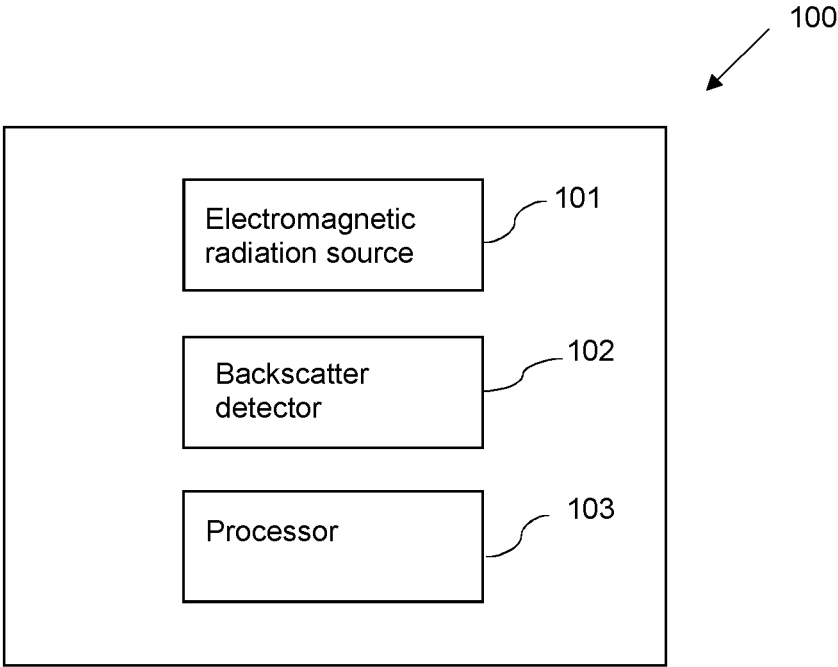 100
Electromagnetic
radiation source
101
Backscatter
detector
102
Processor
103